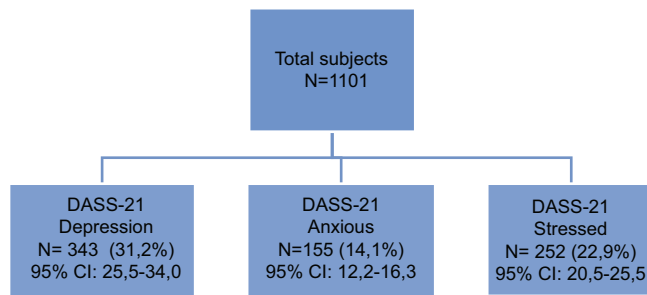 Total subjects
N=1101
DASS-21
Depression
N= 343 (31,2%)
95% CI: 25,5-34,0
DASS-21
Anxious
N=155 (14,1%)
95% CI: 12,2-16,3
DASS-21
Stressed
N= 252 (22,9%)
95% CI: 20,5-25,5